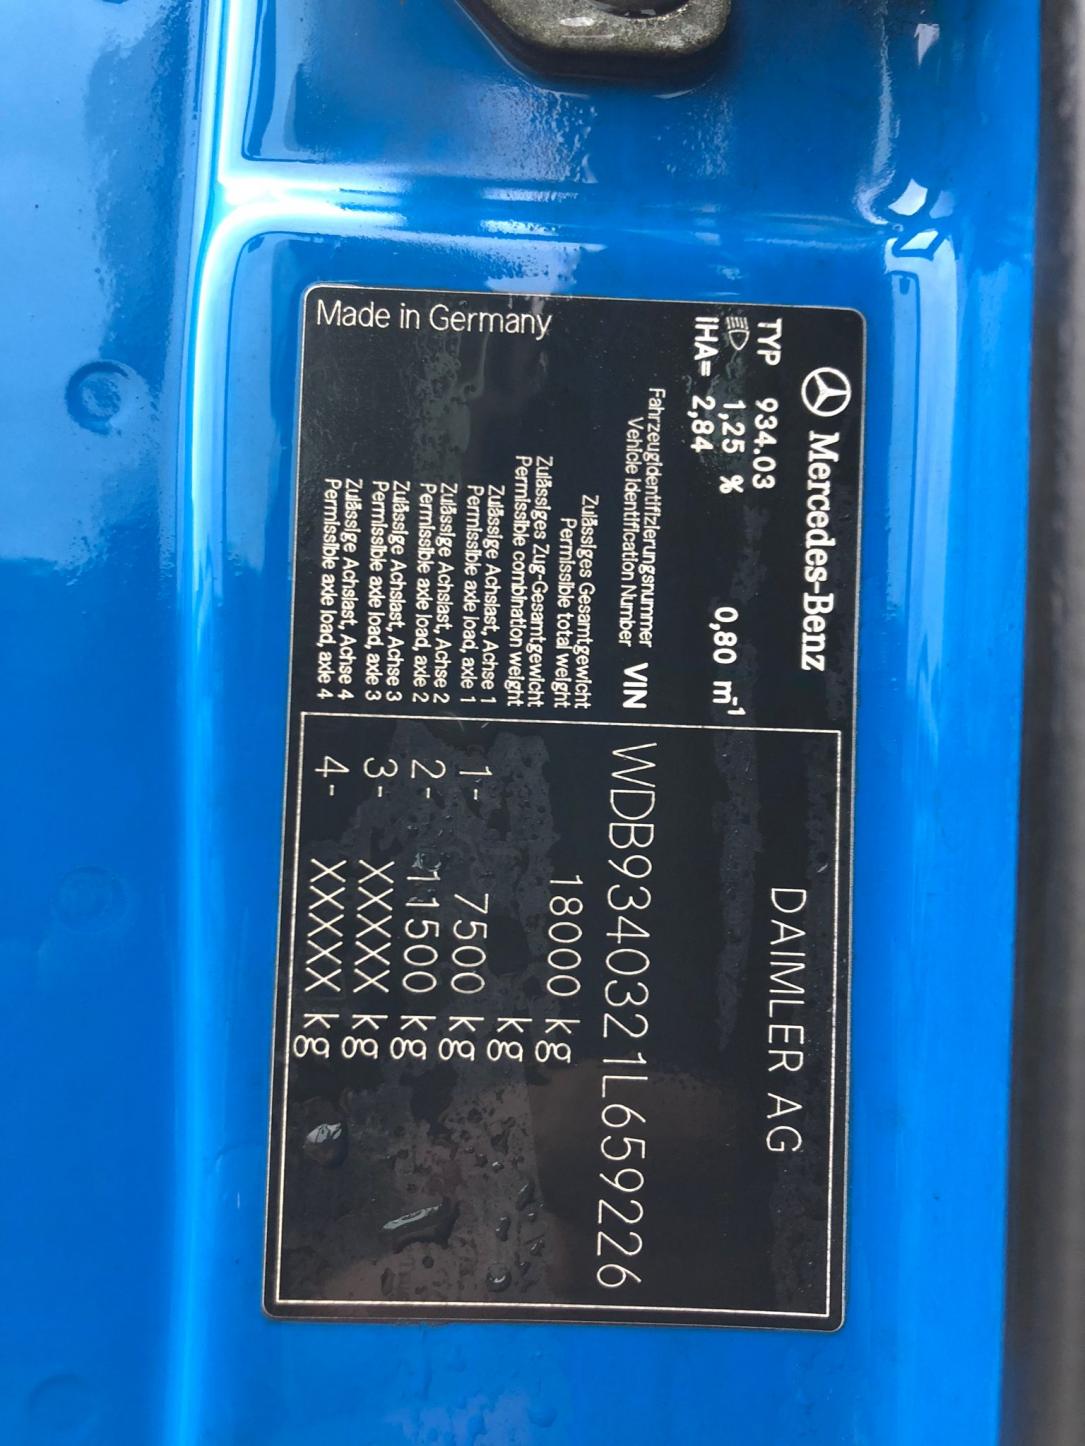 Mercedes-Benz
DAIMLER AG
TYP 934.03
1,25 % 0,80 m⁻¹
IHA= 2,84
Fahrzeugidentifizierungsnummer
Vehicle Identification Number VIN WDB9340321L659226
Zulässiges Gesamtgewicht
Permissible total weight 18000 kg
Zulässiges Zug-Gesamtgewicht
Permissible combination weight kg
Zulässige Achslast, Achse 1
Permissible axle load, axle 1 1- 7500 kg
Zulässige Achslast, Achse 2
Permissible axle load, axle 2 2- 11500 kg
Zulässige Achslast, Achse 3
Permissible axle load, axle 3 3- XXXXX kg
Zulässige Achslast, Achse 4
Permissible axle load, axle 4 4- XXXXX kg
Made in Germany